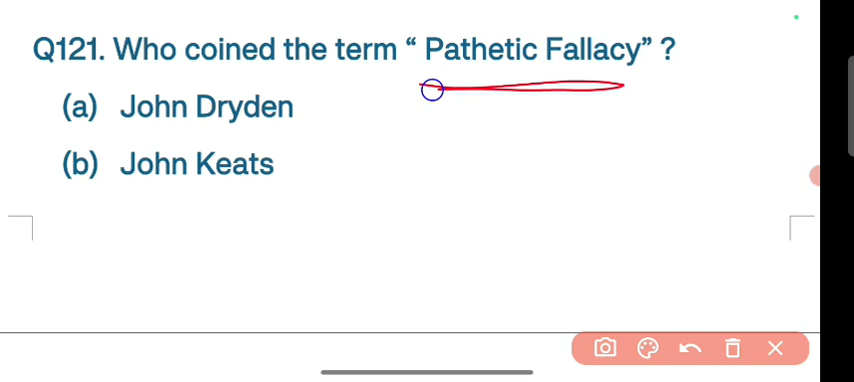 Q121. Who coined the term “ Pathetic Fallacy” ?
(a) John Dryden
(b) John Keats